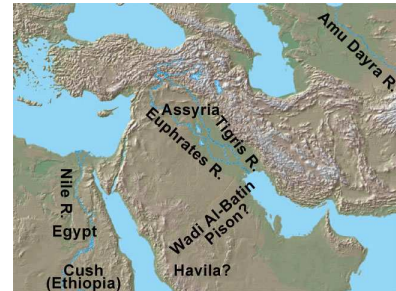 Amu Dayra R.
Assyria
Tigris R.
Euphrates R.
Nile R.
Egypt
Wadi Al-Batin
Pison?
Cush
(Ethiopia)
Havila?